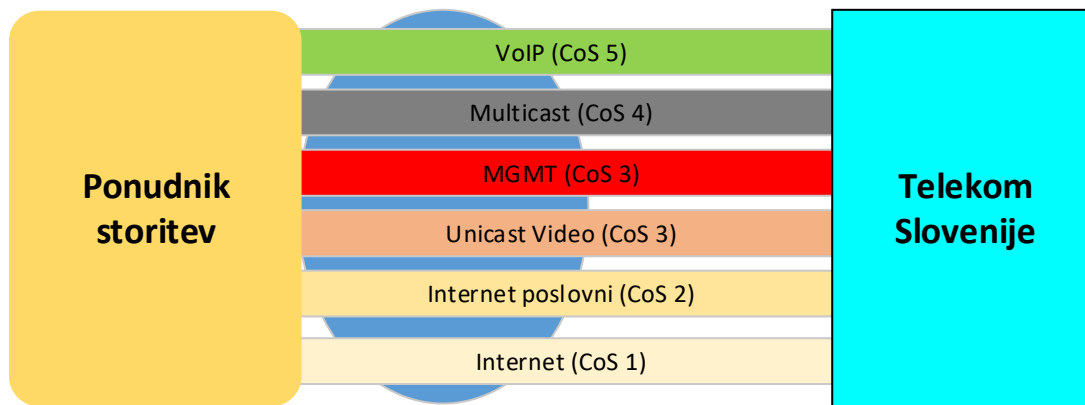 Ponudnik
storitev
VoIP (CoS 5)
Multicast (CoS 4)
MGMT (CoS 3)
Unicast Video (CoS 3)
Internet poslovni (CoS 2)
Internet (CoS 1)
Telekom
Slovenije